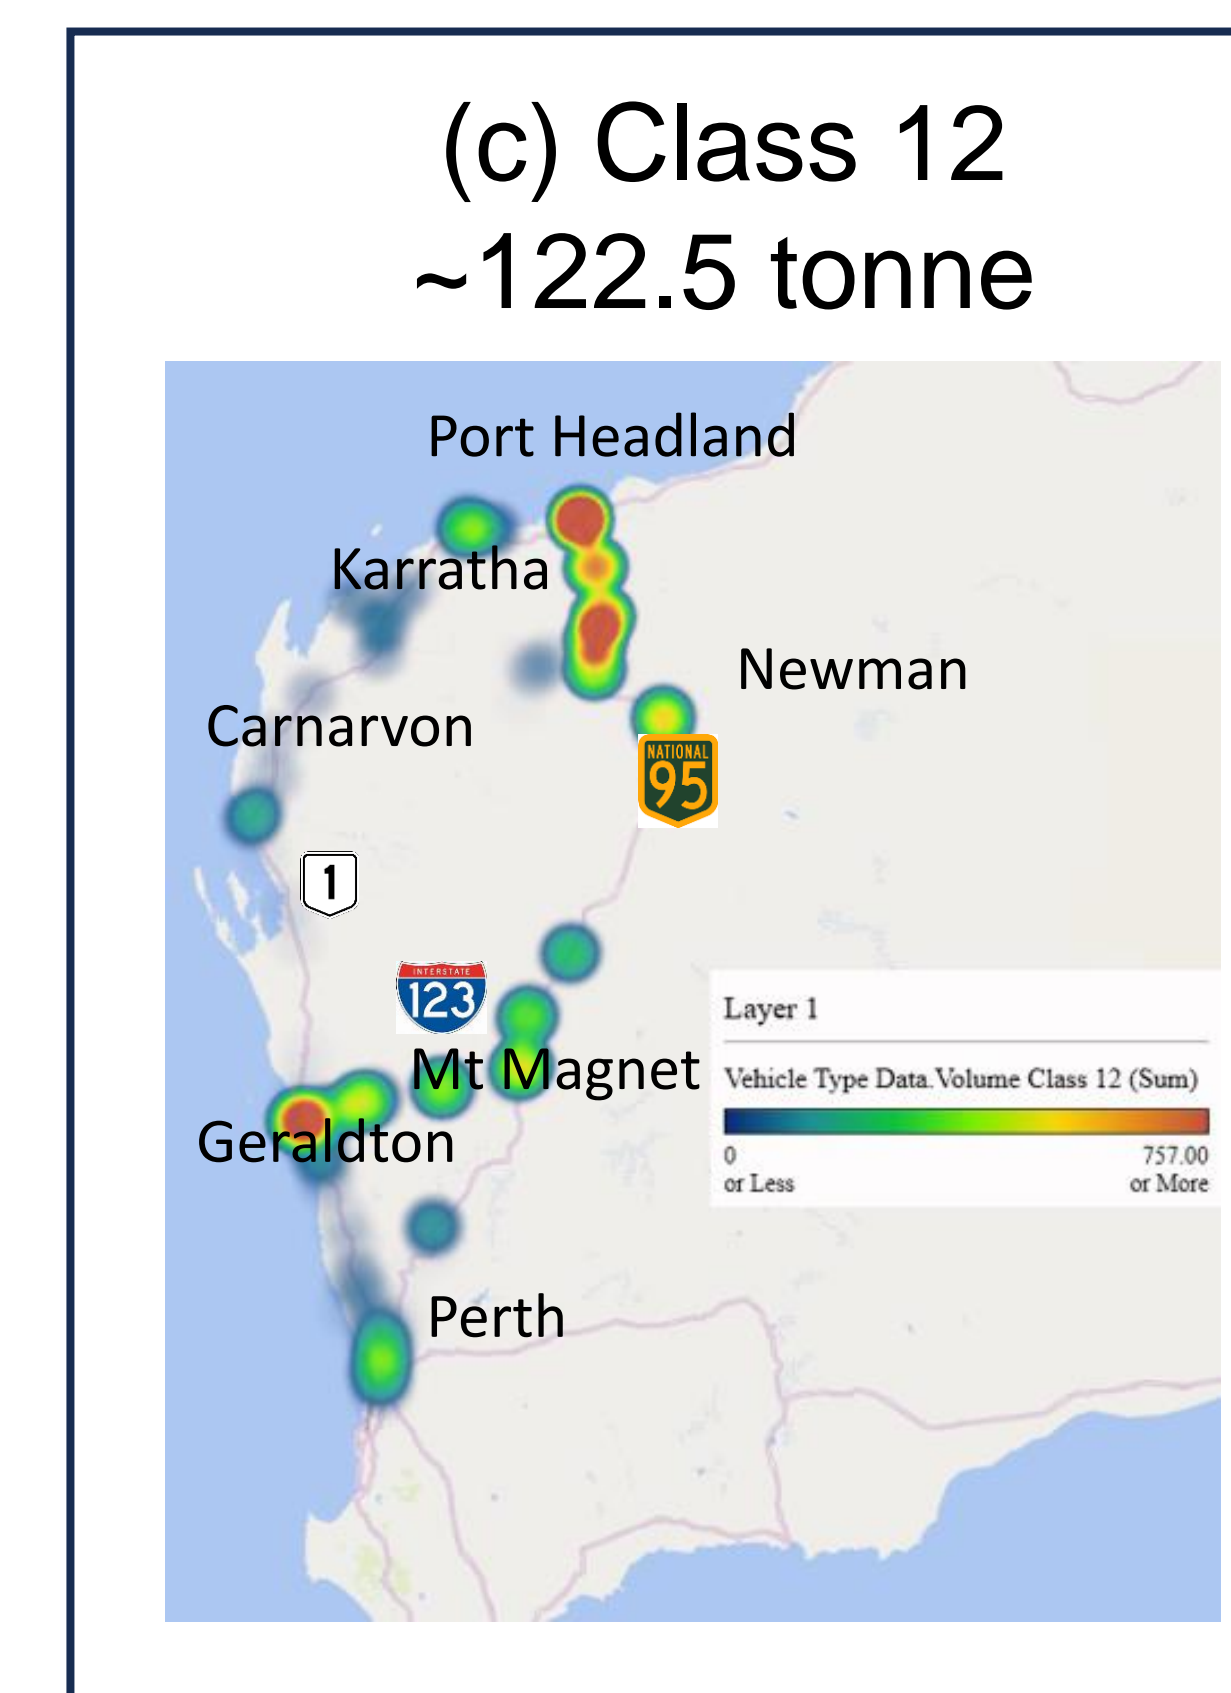 (c) Class 12
~122.5 tonne
Port Headland
Karratha
Newman
Carnarvon
NATIONAL
95
1
INTERSTATE
123
Mt Magnet
Geraldton
Perth
Layer 1
Vehicle Type Data.Volume Class 12 (Sum)
0
or Less
757.00
or More